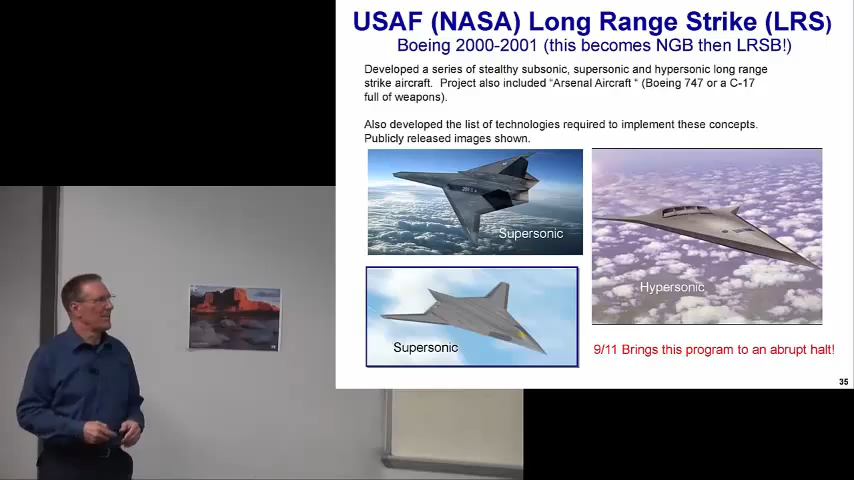 USAF (NASA) Long Range Strike (LRS)
Boeing 2000-2001 (this becomes NGB then LRSB!)
Developed a series of stealthy subsonic, supersonic and hypersonic long range
strike aircraft.  Project also included "Arsenal Aircraft " (Boeing 747 or a C-17
full of weapons).
Also developed the list of technologies required to implement these concepts.
Publicly released images shown.
Supersonic
Hypersonic
Supersonic
9/11 Brings this program to an abrupt halt!
35